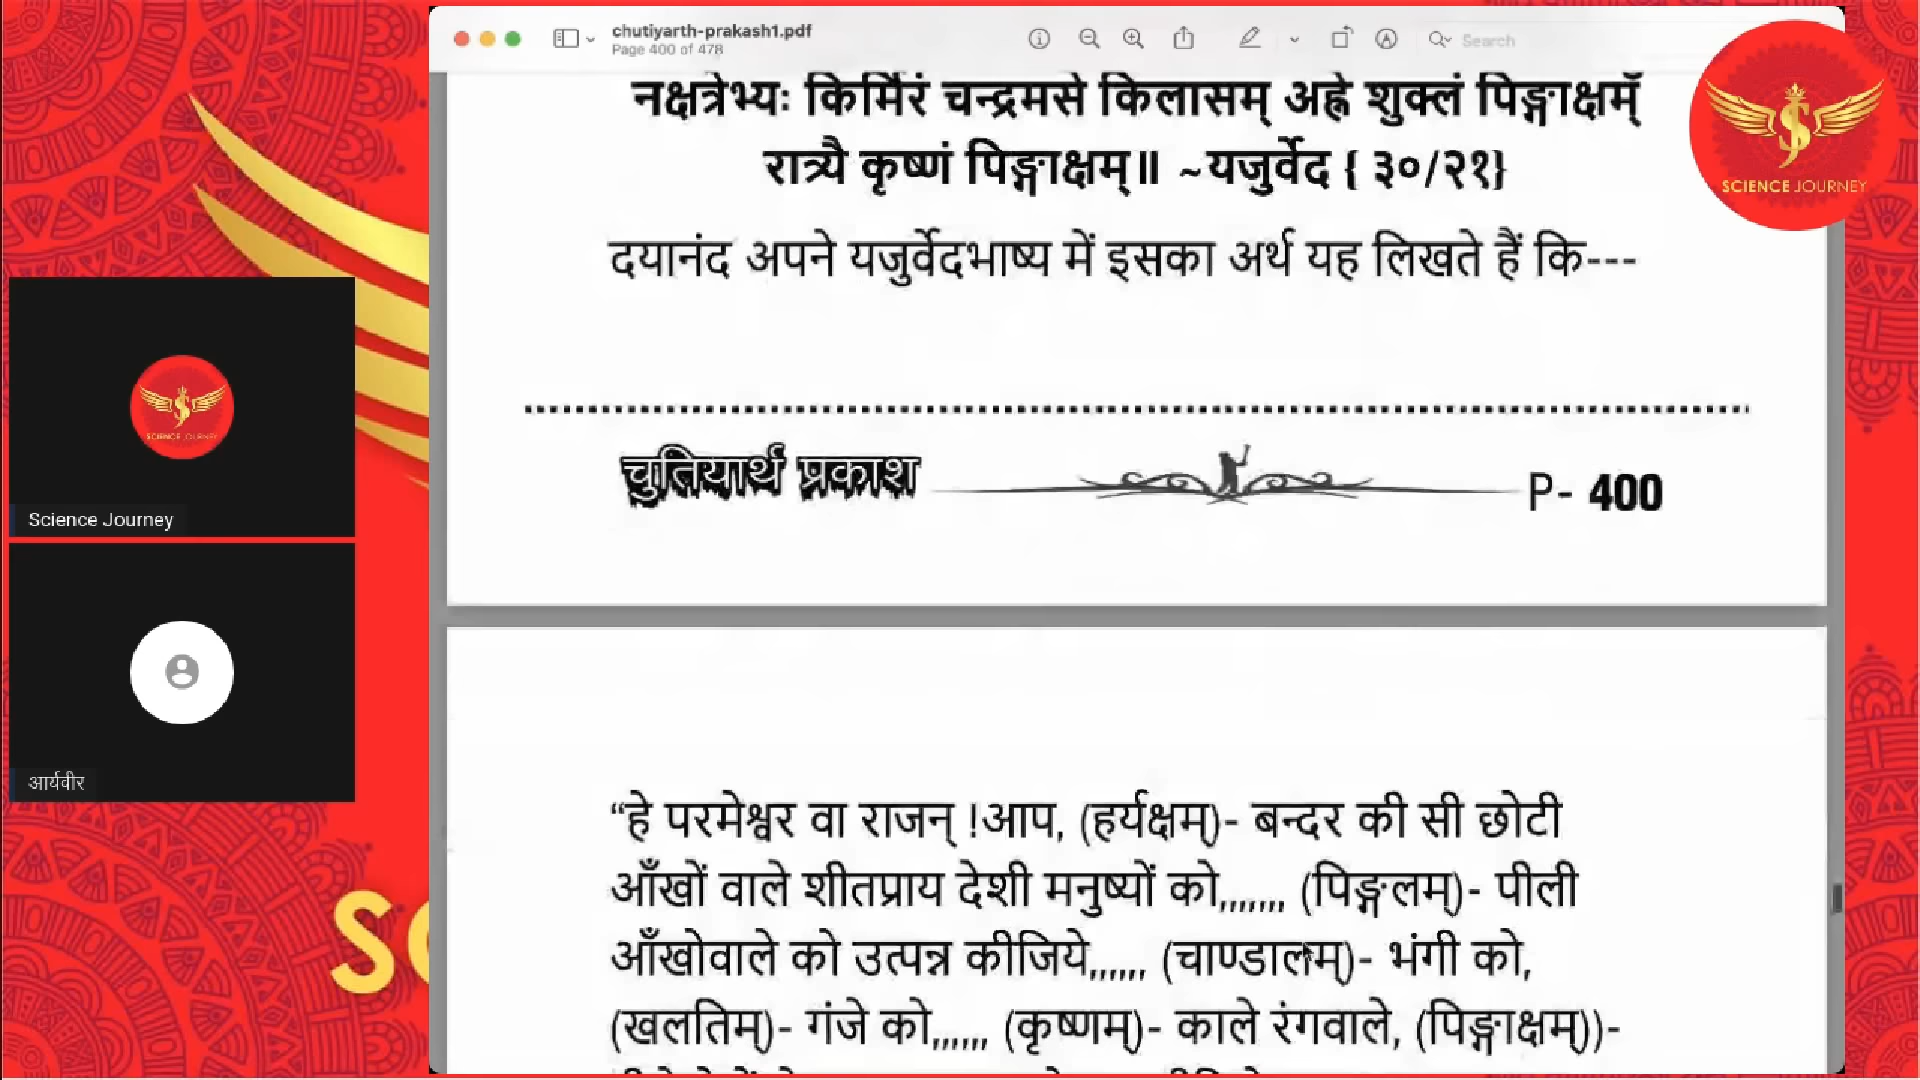 chutiyarth-prakash1.pdf
Page 400 of 478
Search
नक्षत्रेभ्यः किर्मिरं चन्द्रमसे किलासम् अह्ने शुक्लं पिङ्गाक्षम्ँ
रात्र्यै कृष्णं पिङ्गाक्षम्॥ ~यजुर्वेद { ३०/२१}
दयानंद अपने यजुर्वेदभाष्य में इसका अर्थ यह लिखते हैं कि---
चुतियार्थ प्रकाश
P- 400
“हे परमेश्वर वा राजन् !आप, (हर्यक्षम्)- बन्दर की सी छोटी
आँखों वाले शीतप्राय देशी मनुष्यों को,,,,,,, (पिङ्गलम्)- पीली
आँखोवाले को उत्पन्न कीजिये,,,,,, (चाण्डालम्)- भंगी को,
(खलतिम्)- गंजे को,,,,,, (कृष्णम्)- काले रंगवाले, (पिङ्गाक्षम्))-
SCIENCE JOURNEY
SCIENCE JOURNEY
Science Journey
आर्यवीर
S